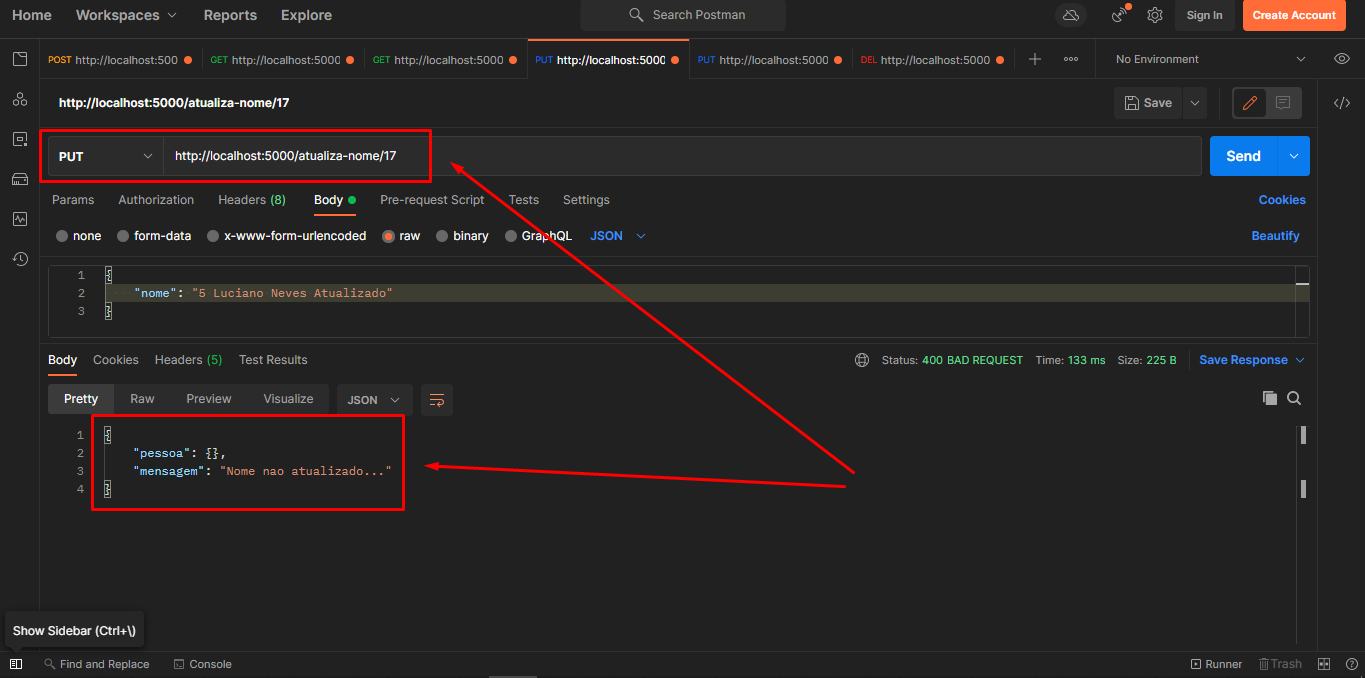 Home Workspaces Reports Explore Search Postman Sign In Create Account
POST http://localhost:500 GET http://localhost:5000 GET http://localhost:5000 PUT http://localhost:5000 PUT http://localhost:5000 DEL http://localhost:5000 No Environment
http://localhost:5000/atualiza-nome/17 Save
PUT http://localhost:5000/atualiza-nome/17 Send
Params Authorization Headers (8) Body Pre-request Script Tests Settings Cookies
none form-data x-www-form-urlencoded raw binary GraphQL JSON Beautify
1 {
2 "nome": "5 Luciano Neves Atualizado"
3 }
Body Cookies Headers (5) Test Results Status: 400 BAD REQUEST Time: 133 ms Size: 225 B Save Response
Pretty Raw Preview Visualize JSON
1 {
2 "pessoa": {},
3 "mensagem": "Nome nao atualizado..."
4 }
Show Sidebar (Ctrl+\)
Find and Replace Console Runner Trash